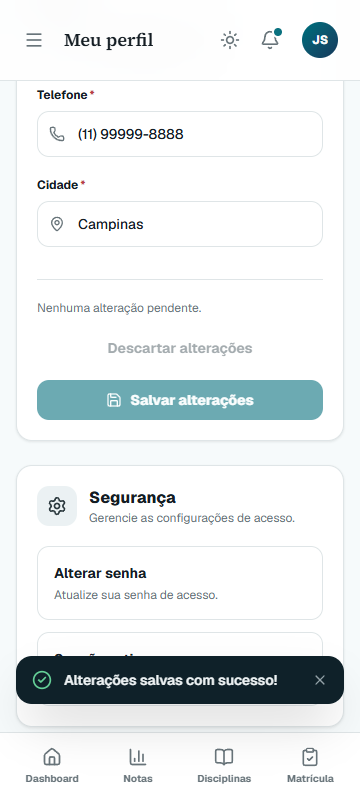 Meu perfil
JS
Telefone *
(11) 99999-8888
Cidade *
Campinas
Nenhuma alteração pendente.
Descartar alterações
Salvar alterações
Segurança
Gerencie as configurações de acesso.
Alterar senha
Atualize sua senha de acesso.
Alterações salvas com sucesso!
Dashboard
Notas
Disciplinas
Matrícula